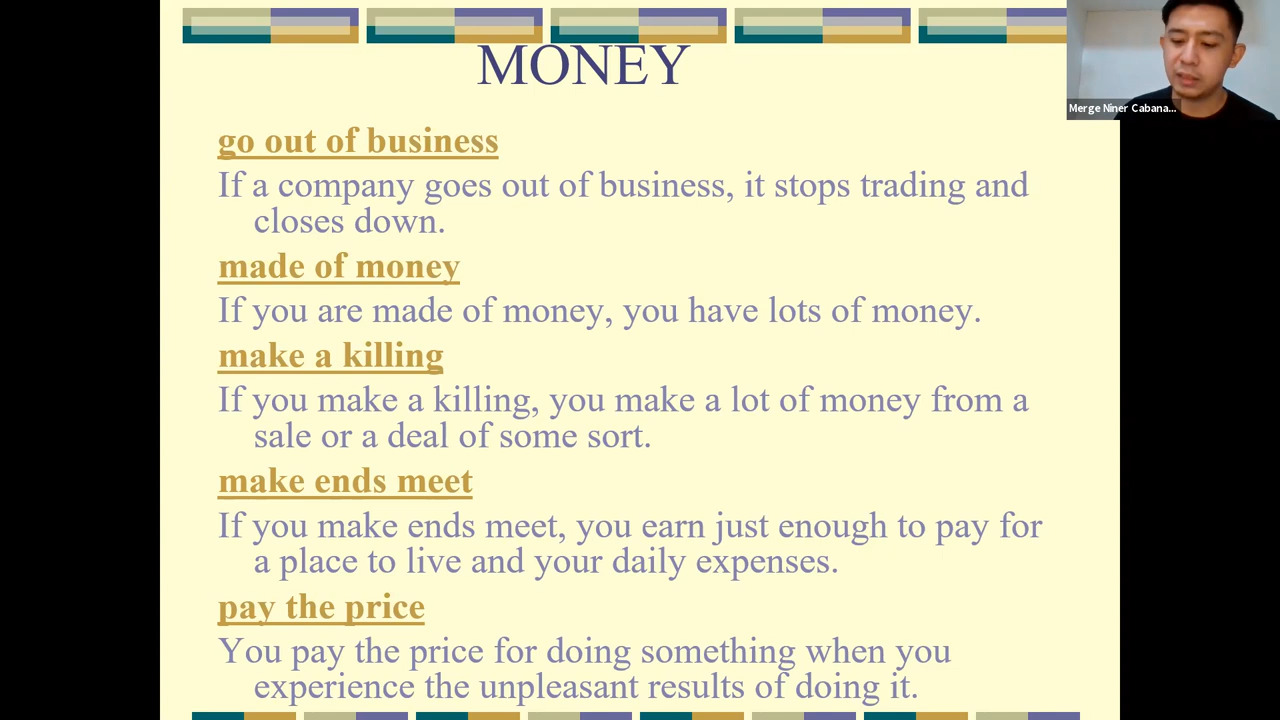 MONEY
Merge Niner Cabana...
go out of business
If a company goes out of business, it stops trading and
closes down.
made of money
If you are made of money, you have lots of money.
make a killing
If you make a killing, you make a lot of money from a
sale or a deal of some sort.
make ends meet
If you make ends meet, you earn just enough to pay for
a place to live and your daily expenses.
pay the price
You pay the price for doing something when you
experience the unpleasant results of doing it.